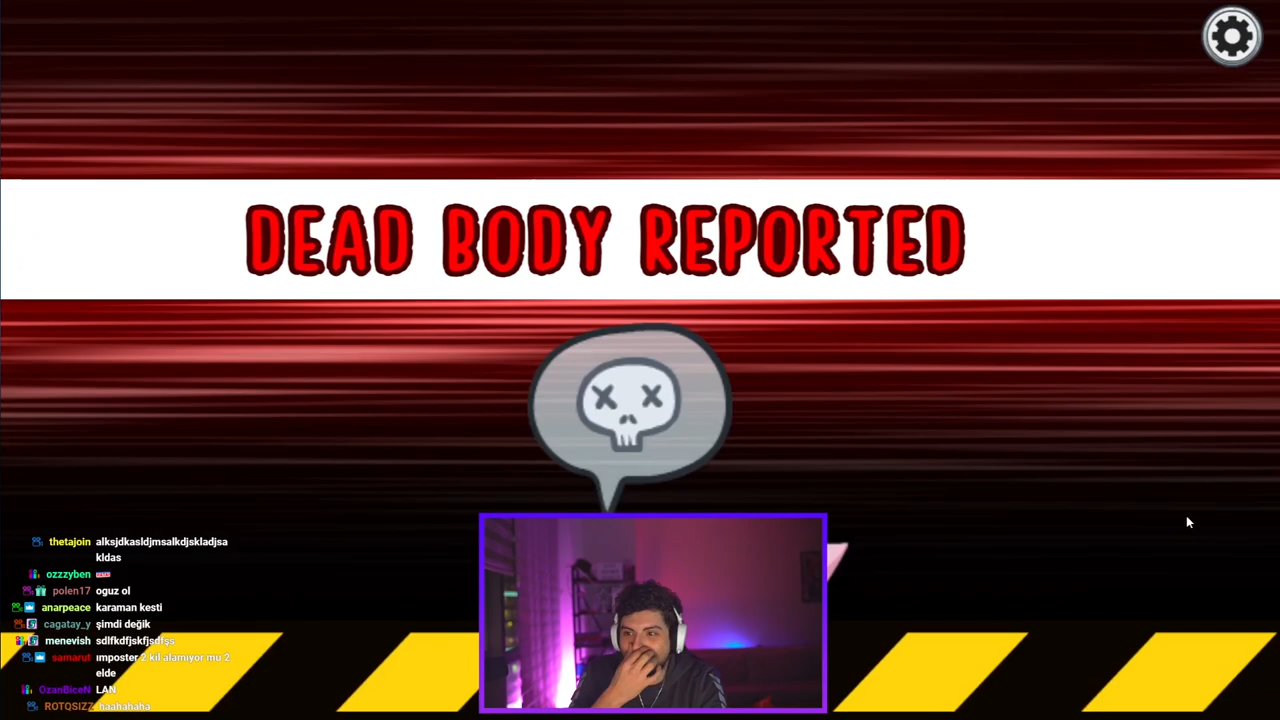 DEAD BODY REPORTED
thetajoin alksjdkasldjmsalkdjskladjsa
kldas
ozzzyben
polen17 oguz ol
anarpeace karaman kesti
cagatay_y şimdi değik
menevish sdlfkdfjskfjsdfşs
samarut ımposter 2 kil alamıyor mu 2
elde
OzanBiceN LAN
ROTQSIZZ haahahaha